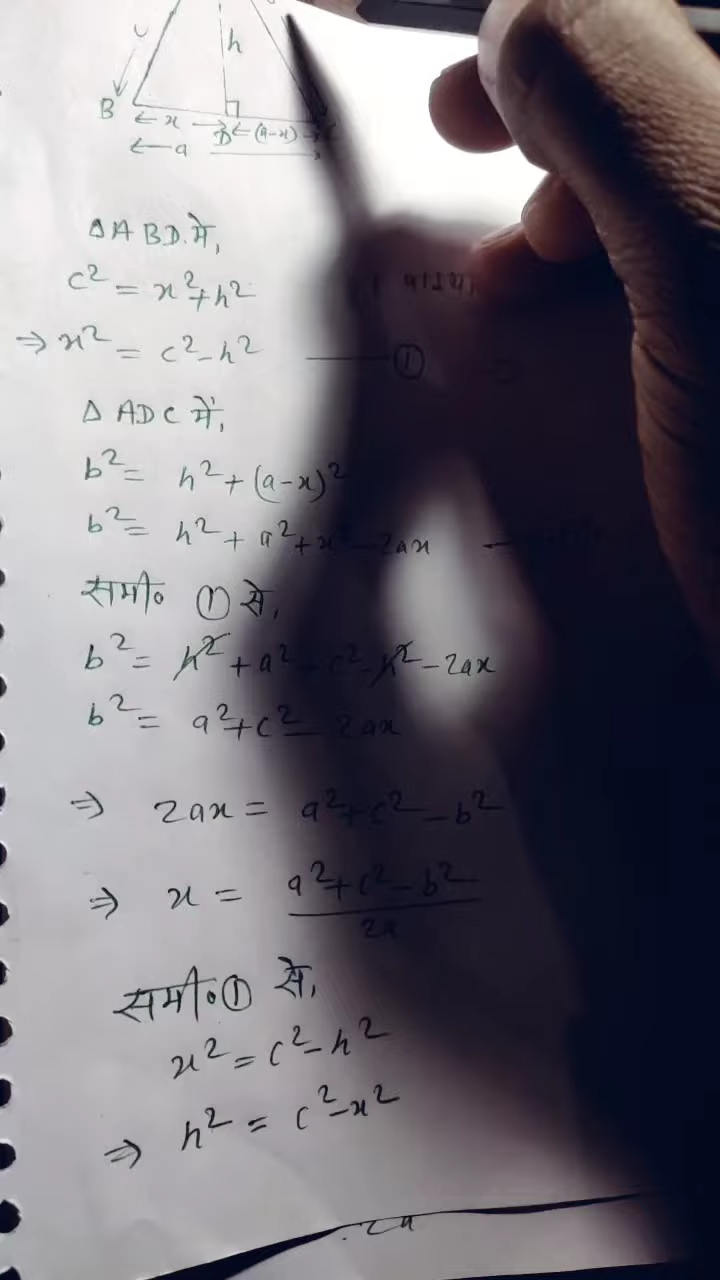 h
B ← x → D ← (a-x) →
← a
Δ A B D. में,
c² = x² + h²
⇒ x² = c² - h² —— ①
Δ ADC में,
b² = h² + (a-x)²
b² = h² + a² + x² - 2ax
समी० ① से,
b² = h² + a² + c² - h² - 2ax
b² = a² + c² - 2ax
⇒ 2ax = a² + c² - b²
⇒ x = a² + c² - b² / 2a
समी० ① से,
x² = c² - h²
⇒ h² = c² - x²